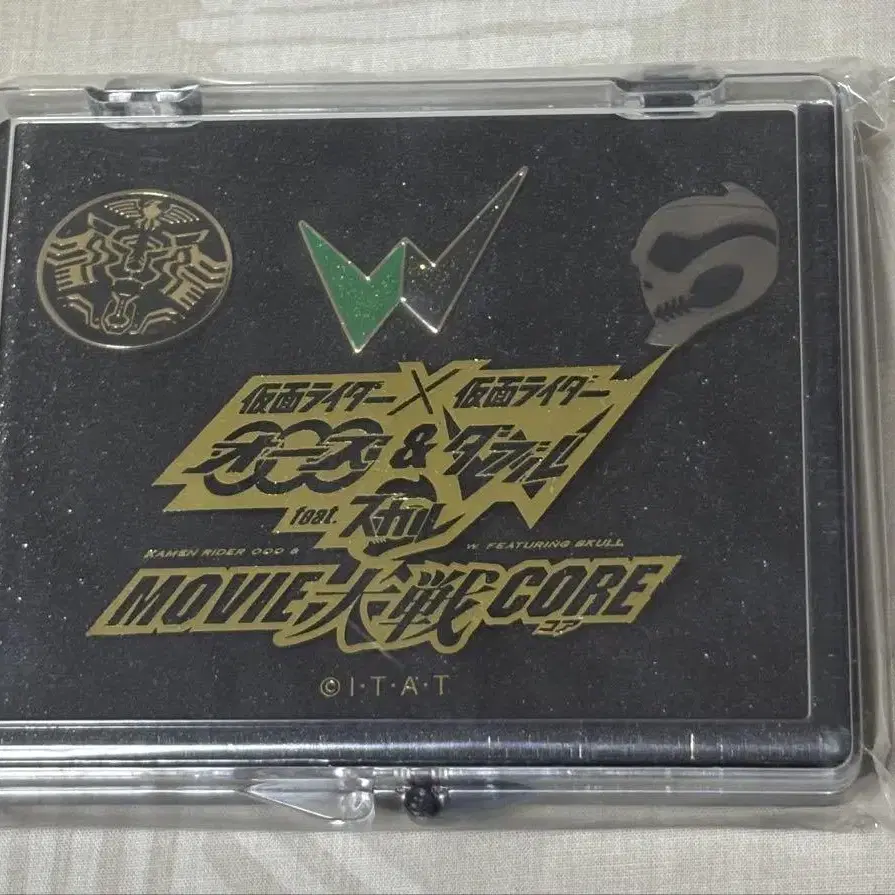 仮面ライダー×仮面ライダー
オーズ&ダブル
feat.スカル
KAMEN RIDER OOO & W FEATURING SKULL
MOVIE大戦CORE
コア
©I・T・A・T